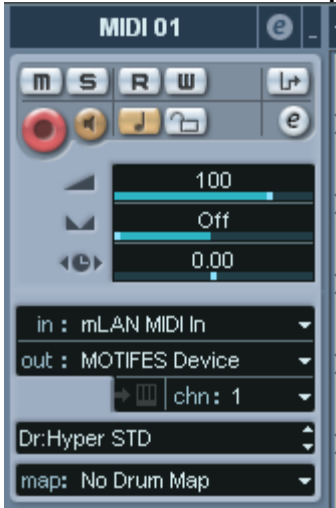 MIDI 01 e
M S R W
e
100
Off
0.00
in : mLAN MIDI In
out : MOTIFES Device
chn: 1
Dr:Hyper STD
map: No Drum Map